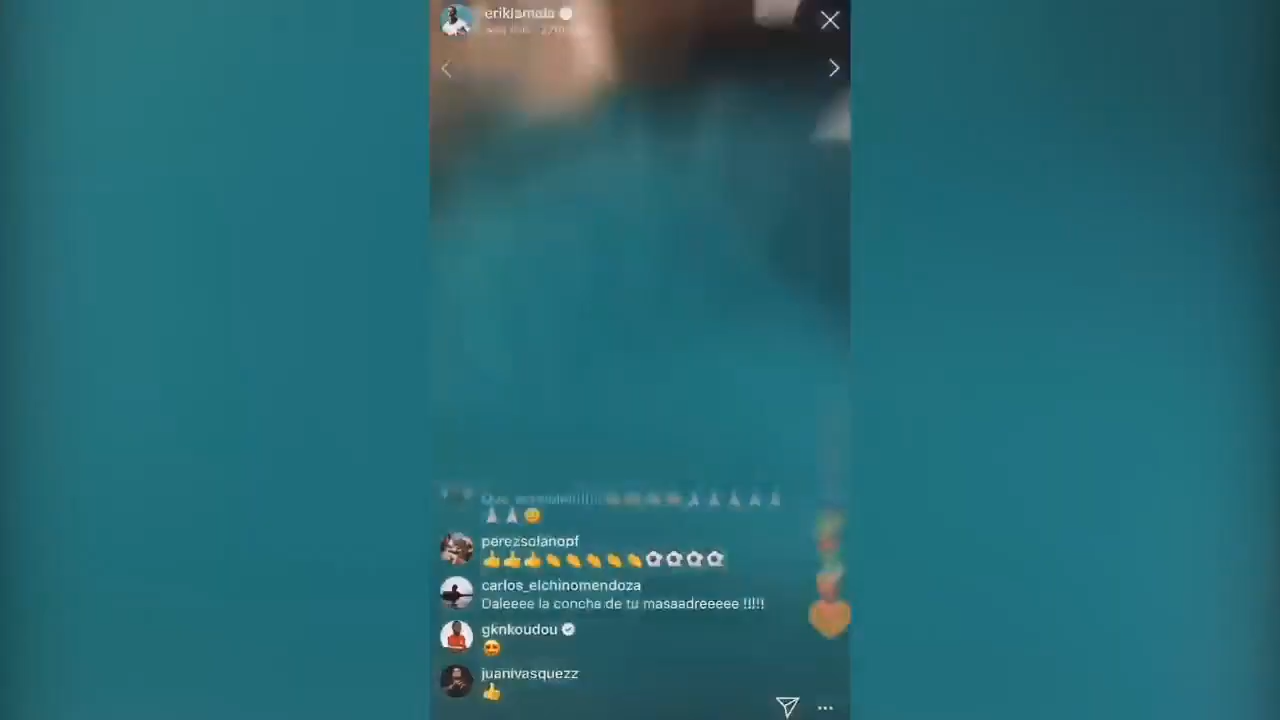 eriklamela
👍👍👍👏👏👏👏👏⚽⚽⚽⚽
perezsolanopf
carlos_elchinomendoza
Daleeee la concha de tu masaadreeeee !!!!!
gknkoudou
😍
juanivasquezz
👍